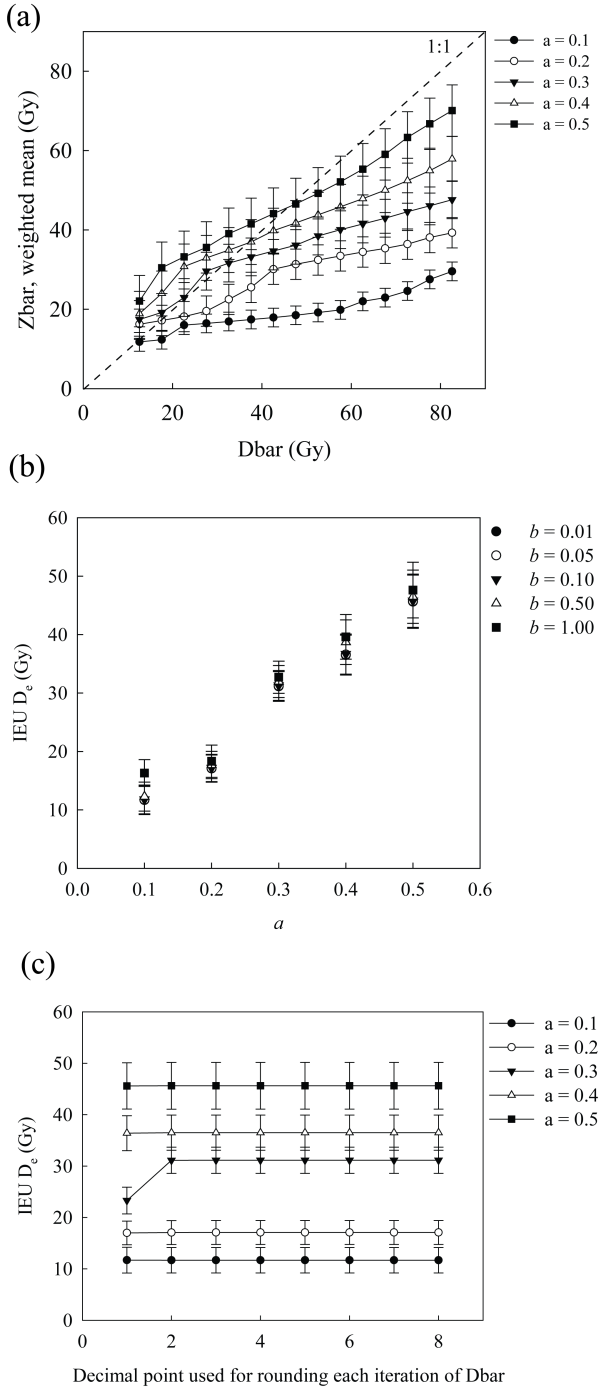 (a)
1:1
a = 0.1
a = 0.2
a = 0.3
a = 0.4
a = 0.5
Zbar, weighted mean (Gy)
80
60
40
20
0
0 20 40 60 80
Dbar (Gy)
(b)
b = 0.01
b = 0.05
b = 0.10
b = 0.50
b = 1.00
IEU De (Gy)
60
50
40
30
20
10
0
0.0 0.1 0.2 0.3 0.4 0.5 0.6
a
(c)
a = 0.1
a = 0.2
a = 0.3
a = 0.4
a = 0.5
IEU De (Gy)
60
50
40
30
20
10
0
0 2 4 6 8
Decimal point used for rounding each iteration of Dbar